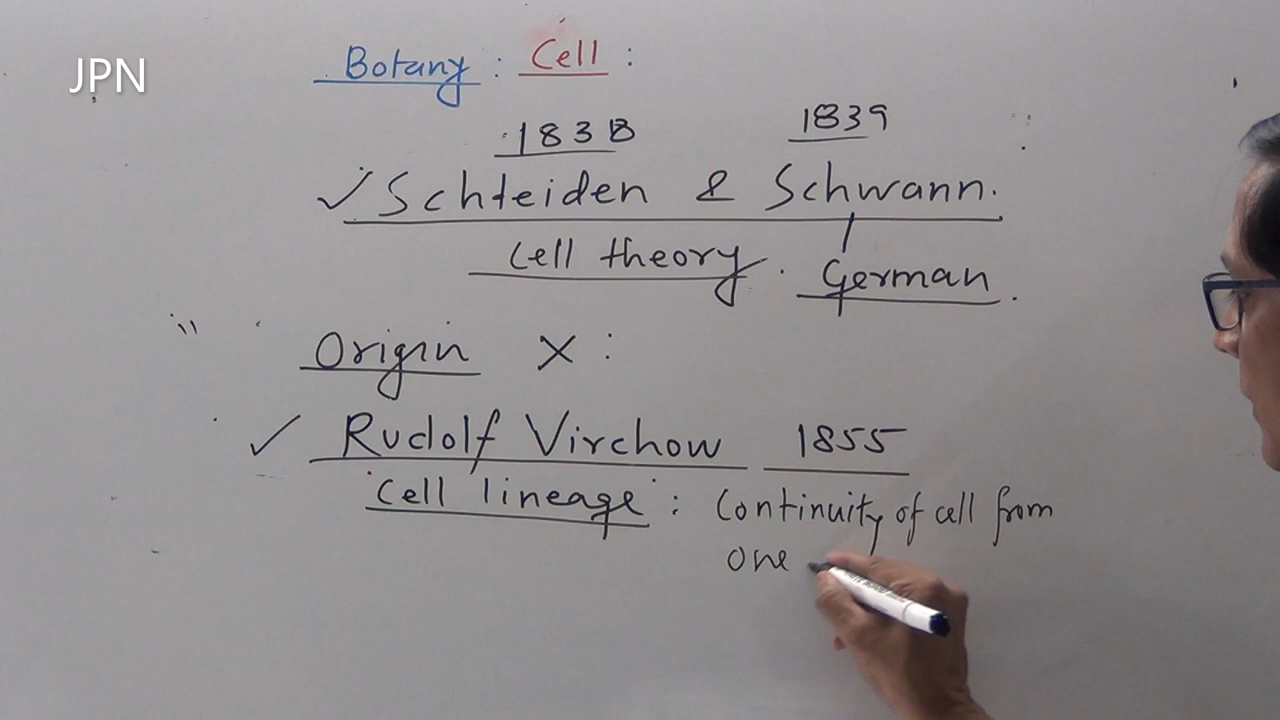 JPN
Botany : Cell :
1838 1839
✓ Schleiden & Schwann.
Cell theory. German.
Origin X :
✓ Rudolf Virchow 1855
Cell lineage : Continuity of cell from
one